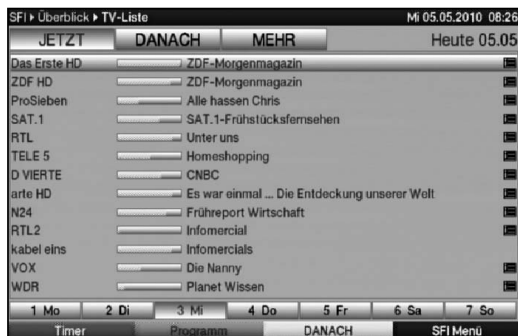 SFI ▸ Überblick ▸ TV-Liste Mi 05.05.2010 08:26
JETZT DANACH MEHR Heute 05.05
Das Erste HD ZDF-Morgenmagazin
ZDF HD ZDF-Morgenmagazin
ProSieben Alle hassen Chris
SAT.1 SAT.1-Frühstücksfernsehen
RTL Unter uns
TELE 5 Homeshopping
D VIERTE CNBC
arte HD Es war einmal ... Die Entdeckung unserer Welt
N24 Frühreport Wirtschaft
RTL2 Infomercial
kabel eins Infomercials
VOX Die Nanny
WDR Planet Wissen
1 Mo 2 Di 3 Mi 4 Do 5 Fr 6 Sa 7 So
Timer Programm DANACH SFI Menü